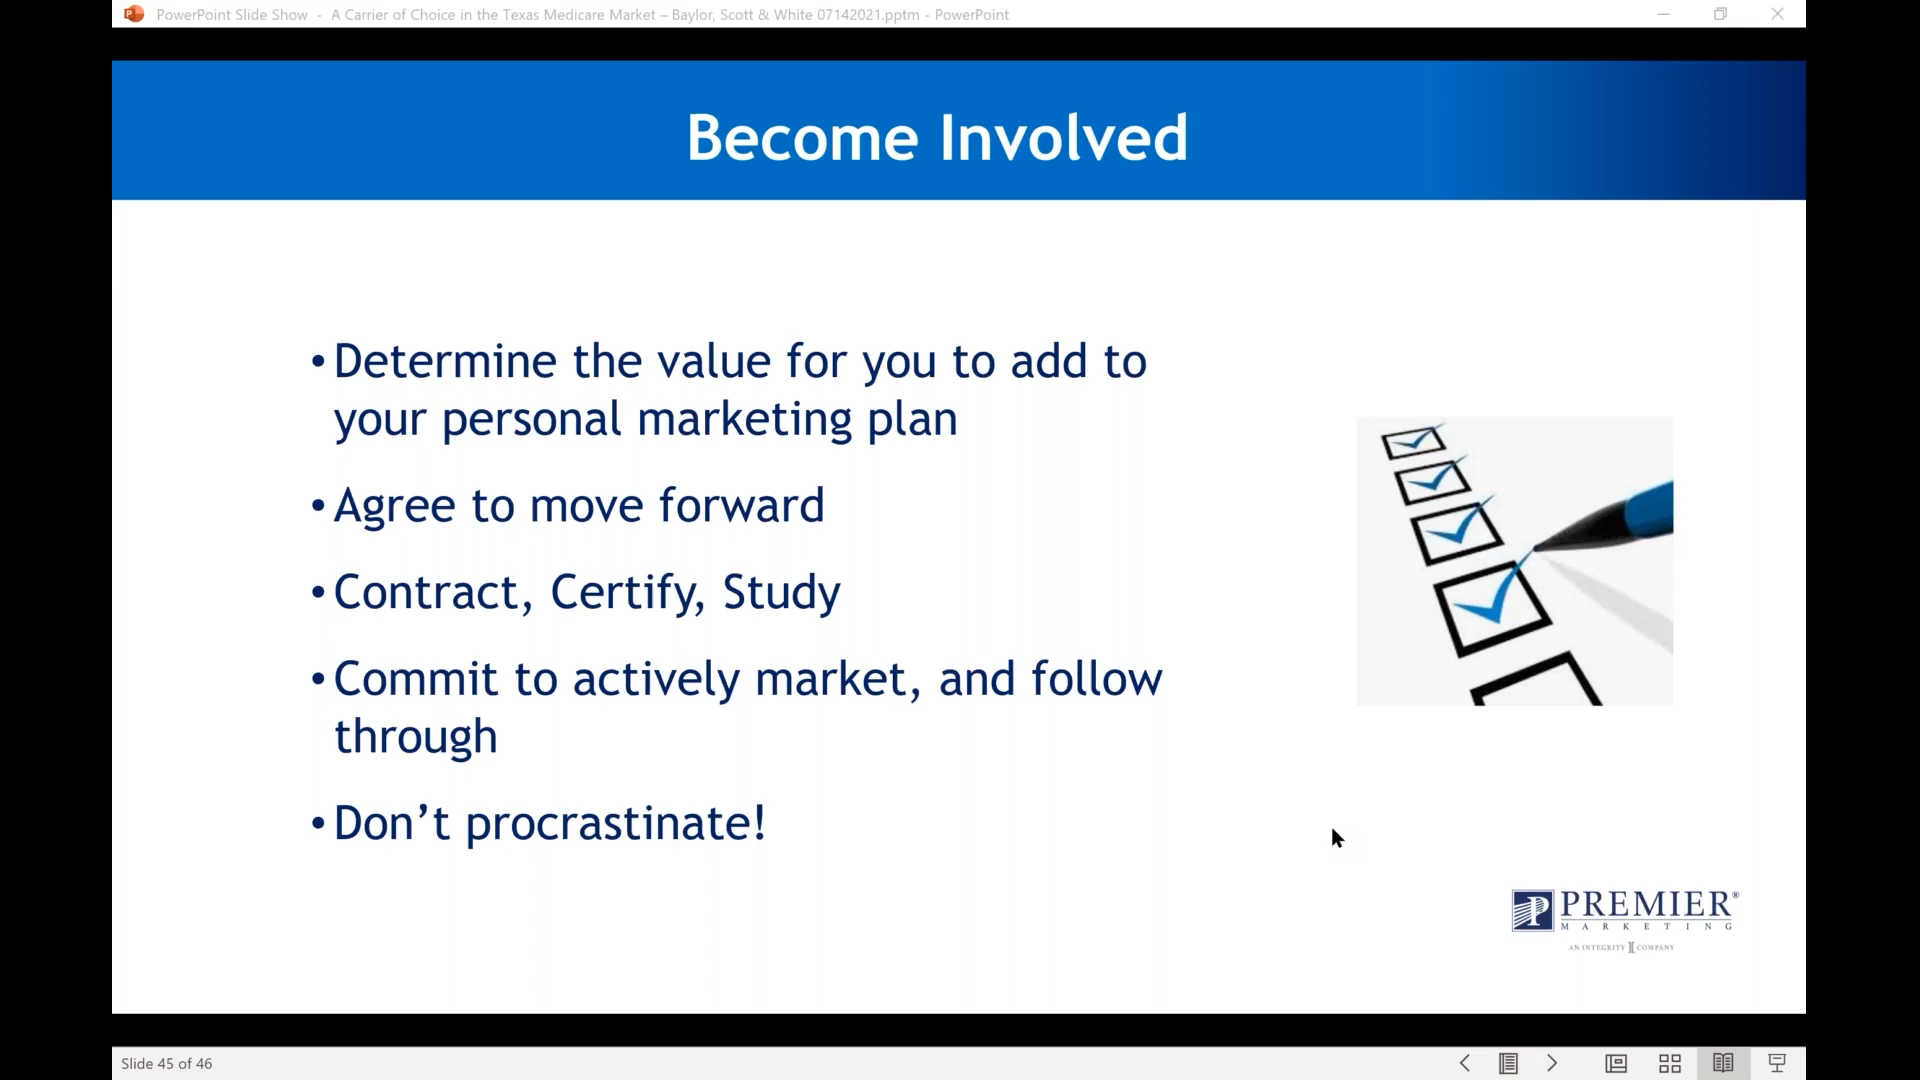 PowerPoint Slide Show - A Carrier of Choice in the Texas Medicare Market – Baylor, Scott & White 07142021.pptm - PowerPoint
Become Involved
•Determine the value for you to add to
your personal marketing plan
•Agree to move forward
•Contract, Certify, Study
•Commit to actively market, and follow
through
•Don’t procrastinate!
PREMIER®
MARKETING
AN INTEGRITY COMPANY
Slide 45 of 46